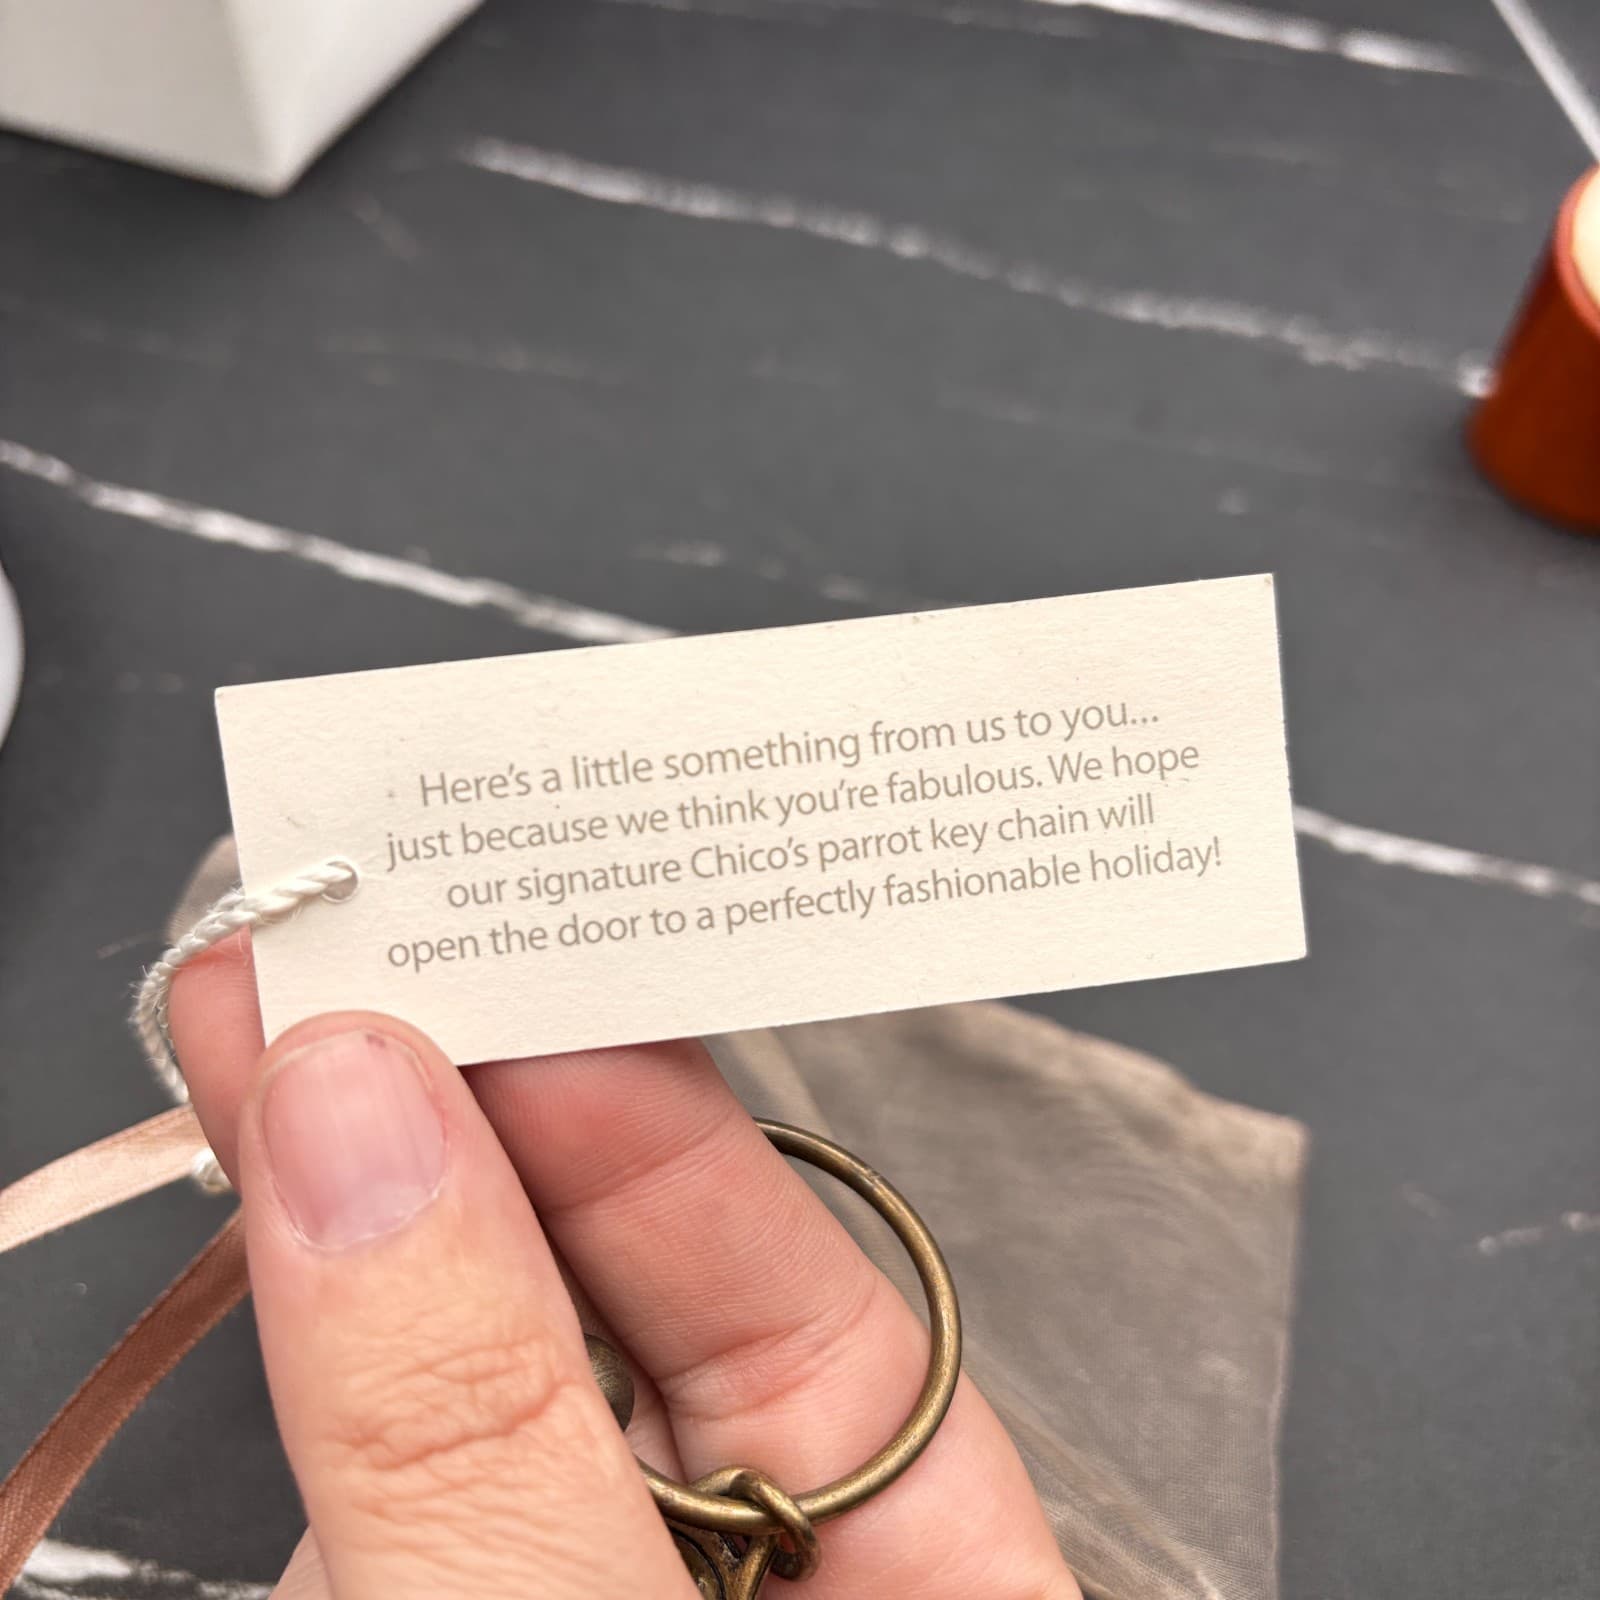 Here's a little something from us to you...
just because we think you're fabulous. We hope
our signature Chico's parrot key chain will
open the door to a perfectly fashionable holiday!